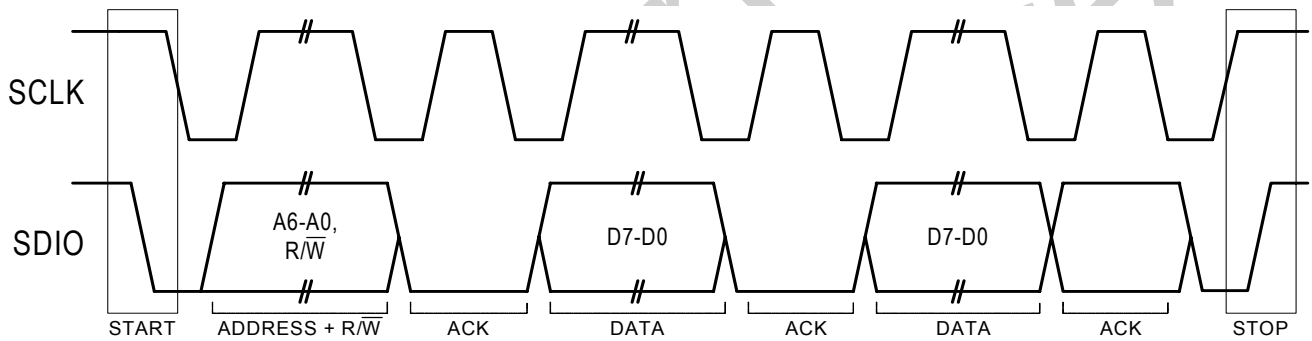 SCLK
SDIO
A6-A0,
R/W̅
D7-D0
D7-D0
START
ADDRESS + R/W̅
ACK
DATA
ACK
DATA
ACK
STOP